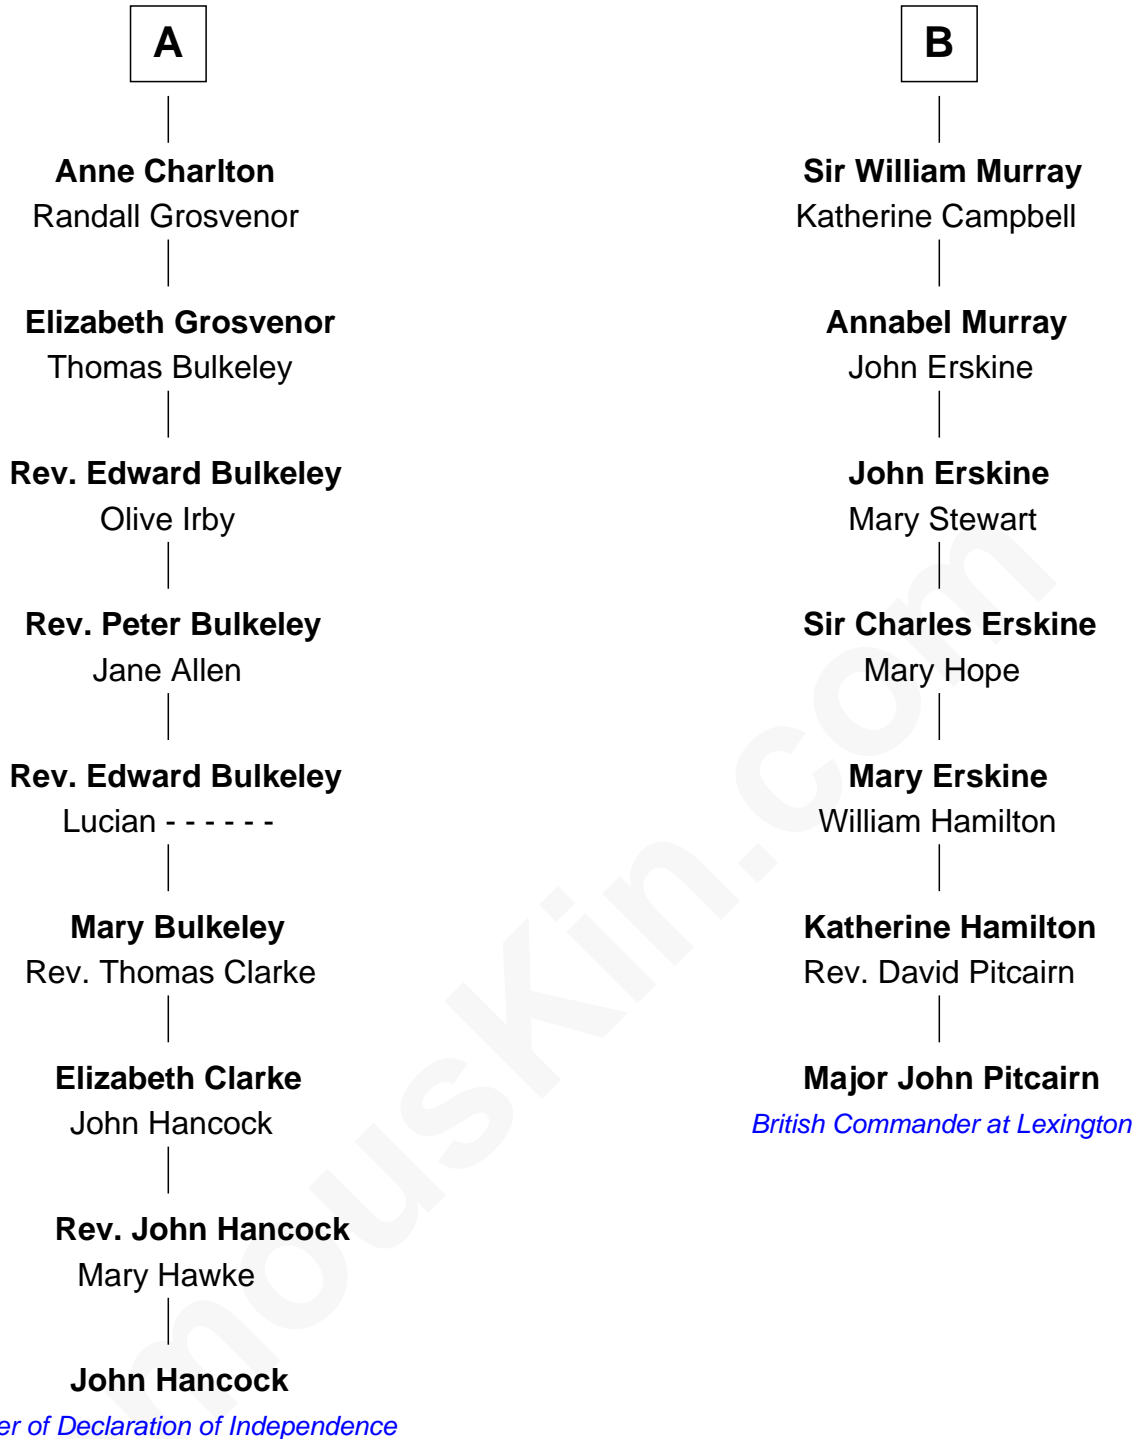 A
Anne Charlton
Randall Grosvenor
Elizabeth Grosvenor
Thomas Bulkeley
Rev. Edward Bulkeley
Olive Irby
Rev. Peter Bulkeley
Jane Allen
Rev. Edward Bulkeley
Lucian - - - - - -
Mary Bulkeley
Rev. Thomas Clarke
Elizabeth Clarke
John Hancock
Rev. John Hancock
Mary Hawke
John Hancock
er of Declaration of Independence
B
Sir William Murray
Katherine Campbell
Annabel Murray
John Erskine
John Erskine
Mary Stewart
Sir Charles Erskine
Mary Hope
Mary Erskine
William Hamilton
Katherine Hamilton
Rev. David Pitcairn
Major John Pitcairn
British Commander at Lexington
mousKin.com